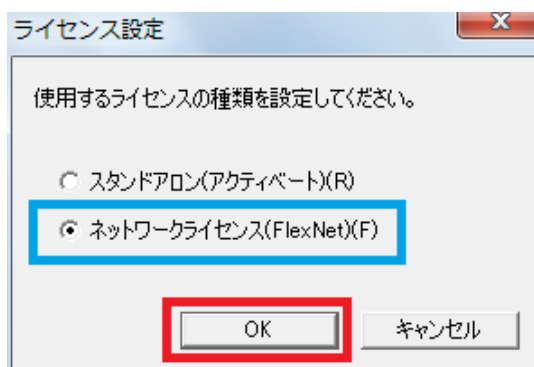 ライセンス設定
使用するライセンスの種類を設定してください。
スタンドアロン(アクティベート)(R)
ネットワークライセンス(FlexNet)(F)
OK キャンセル